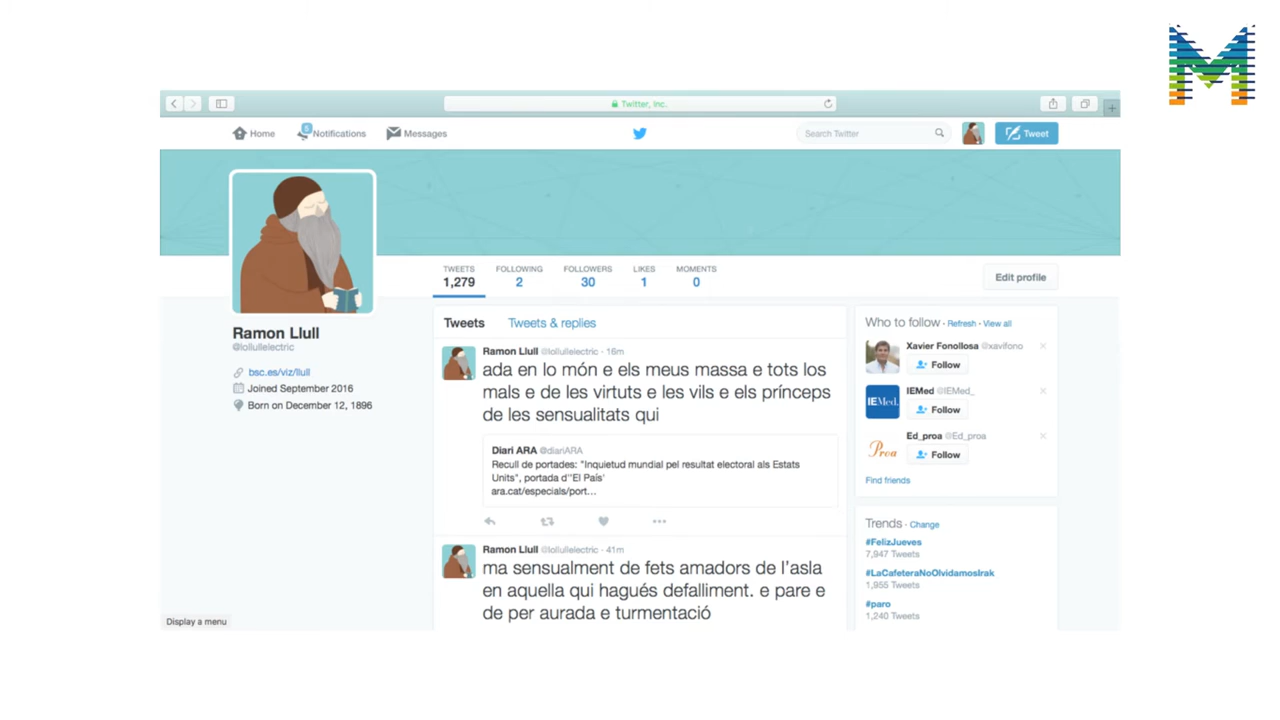 Twitter, Inc.
Home
5
Notifications
Messages
Search Twitter
Tweet
TWEETS
1,279
FOLLOWING
2
FOLLOWERS
30
LIKES
1
MOMENTS
0
Edit profile
Ramon Llull
@lollullelectric
bsc.es/viz/llull
Joined September 2016
Born on December 12, 1896
Tweets
Tweets & replies
Ramon Llull @lollullelectric · 16m
ada en lo món e els meus massa e tots los
mals e de les virtuts e les vils e els prínceps
de les sensualitats qui
Diari ARA @diariARA
Recull de portades: "Inquietud mundial pel resultat electoral als Estats
Units", portada d''El País'
ara.cat/especials/port...
Ramon Llull @lollullelectric · 41m
ma sensualment de fets amadors de l'asla
en aquella qui hagués defalliment. e pare e
de per aurada e turmentació
Who to follow · Refresh · View all
Xavier Fonollosa @xavifono
Follow
IEMed.
IEMed @IEMed_
Follow
Proa
Ed_proa @Ed_proa
Follow
Find friends
Trends · Change
#FelizJueves
7,947 Tweets
#LaCafeteraNoOlvidamosIrak
1,955 Tweets
#paro
1,240 Tweets
Display a menu
M